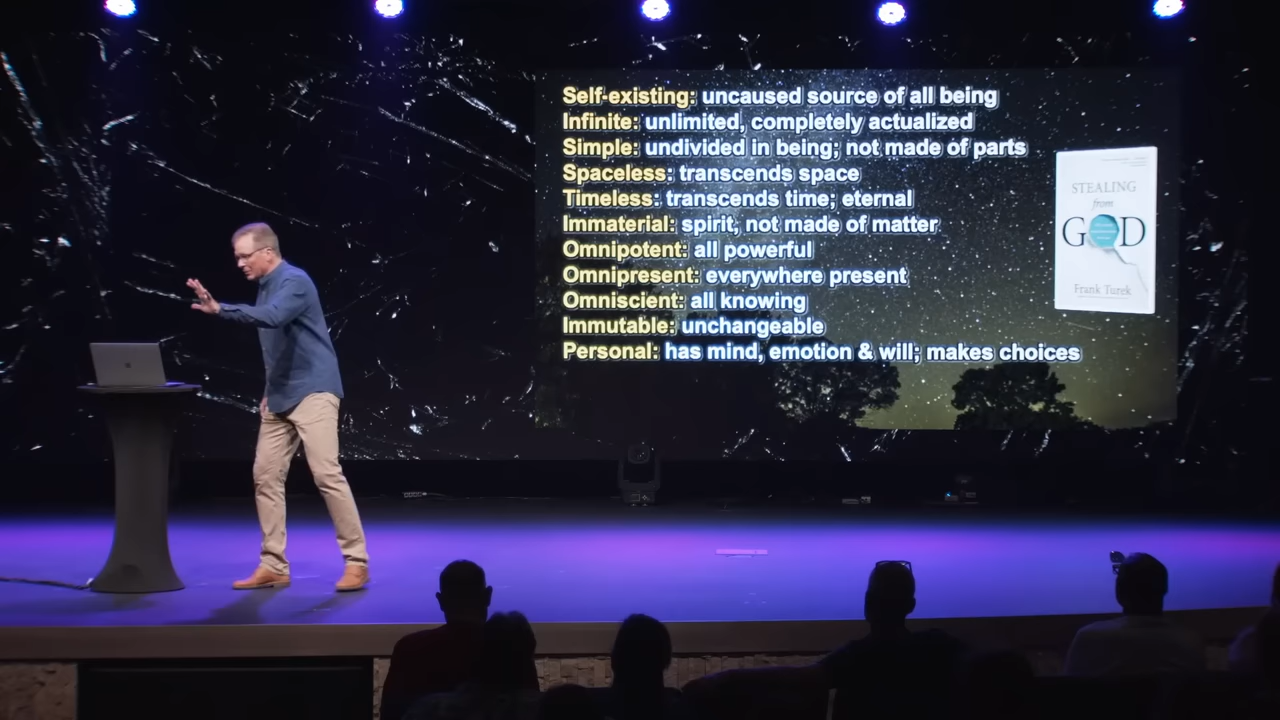 Self-existing: uncaused source of all being
Infinite: unlimited, completely actualized
Simple: undivided in being; not made of parts
Spaceless: transcends space
Timeless: transcends time; eternal
Immaterial: spirit, not made of matter
Omnipotent: all powerful
Omnipresent: everywhere present
Omniscient: all knowing
Immutable: unchangeable
Personal: has mind, emotion & will; makes choices
STEALING
from
GOD
Frank Turek